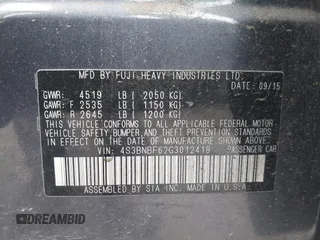 MFD. BY FUJI HEAVY INDUSTRIES LTD.
DATE: 09/15
GVWR: 4519 LB ( 2050 KG)
GAWR: F 2535 LB ( 1150 KG)
GAWR: R 2645 LB ( 1200 KG)
THIS VEHICLE CONFORMS TO ALL APPLICABLE
FEDERAL MOTOR VEHICLE SAFETY, BUMPER, AND THEFT PREVENTION STANDARDS
IN EFFECT ON THE DATE OF MANUFACTURE SHOWN ABOVE.
VIN: 4S3BNBF62G3012418 PASSENGER CAR
ASSEMBLED BY SIA INC. MADE IN U.S.A.
DREAMBID